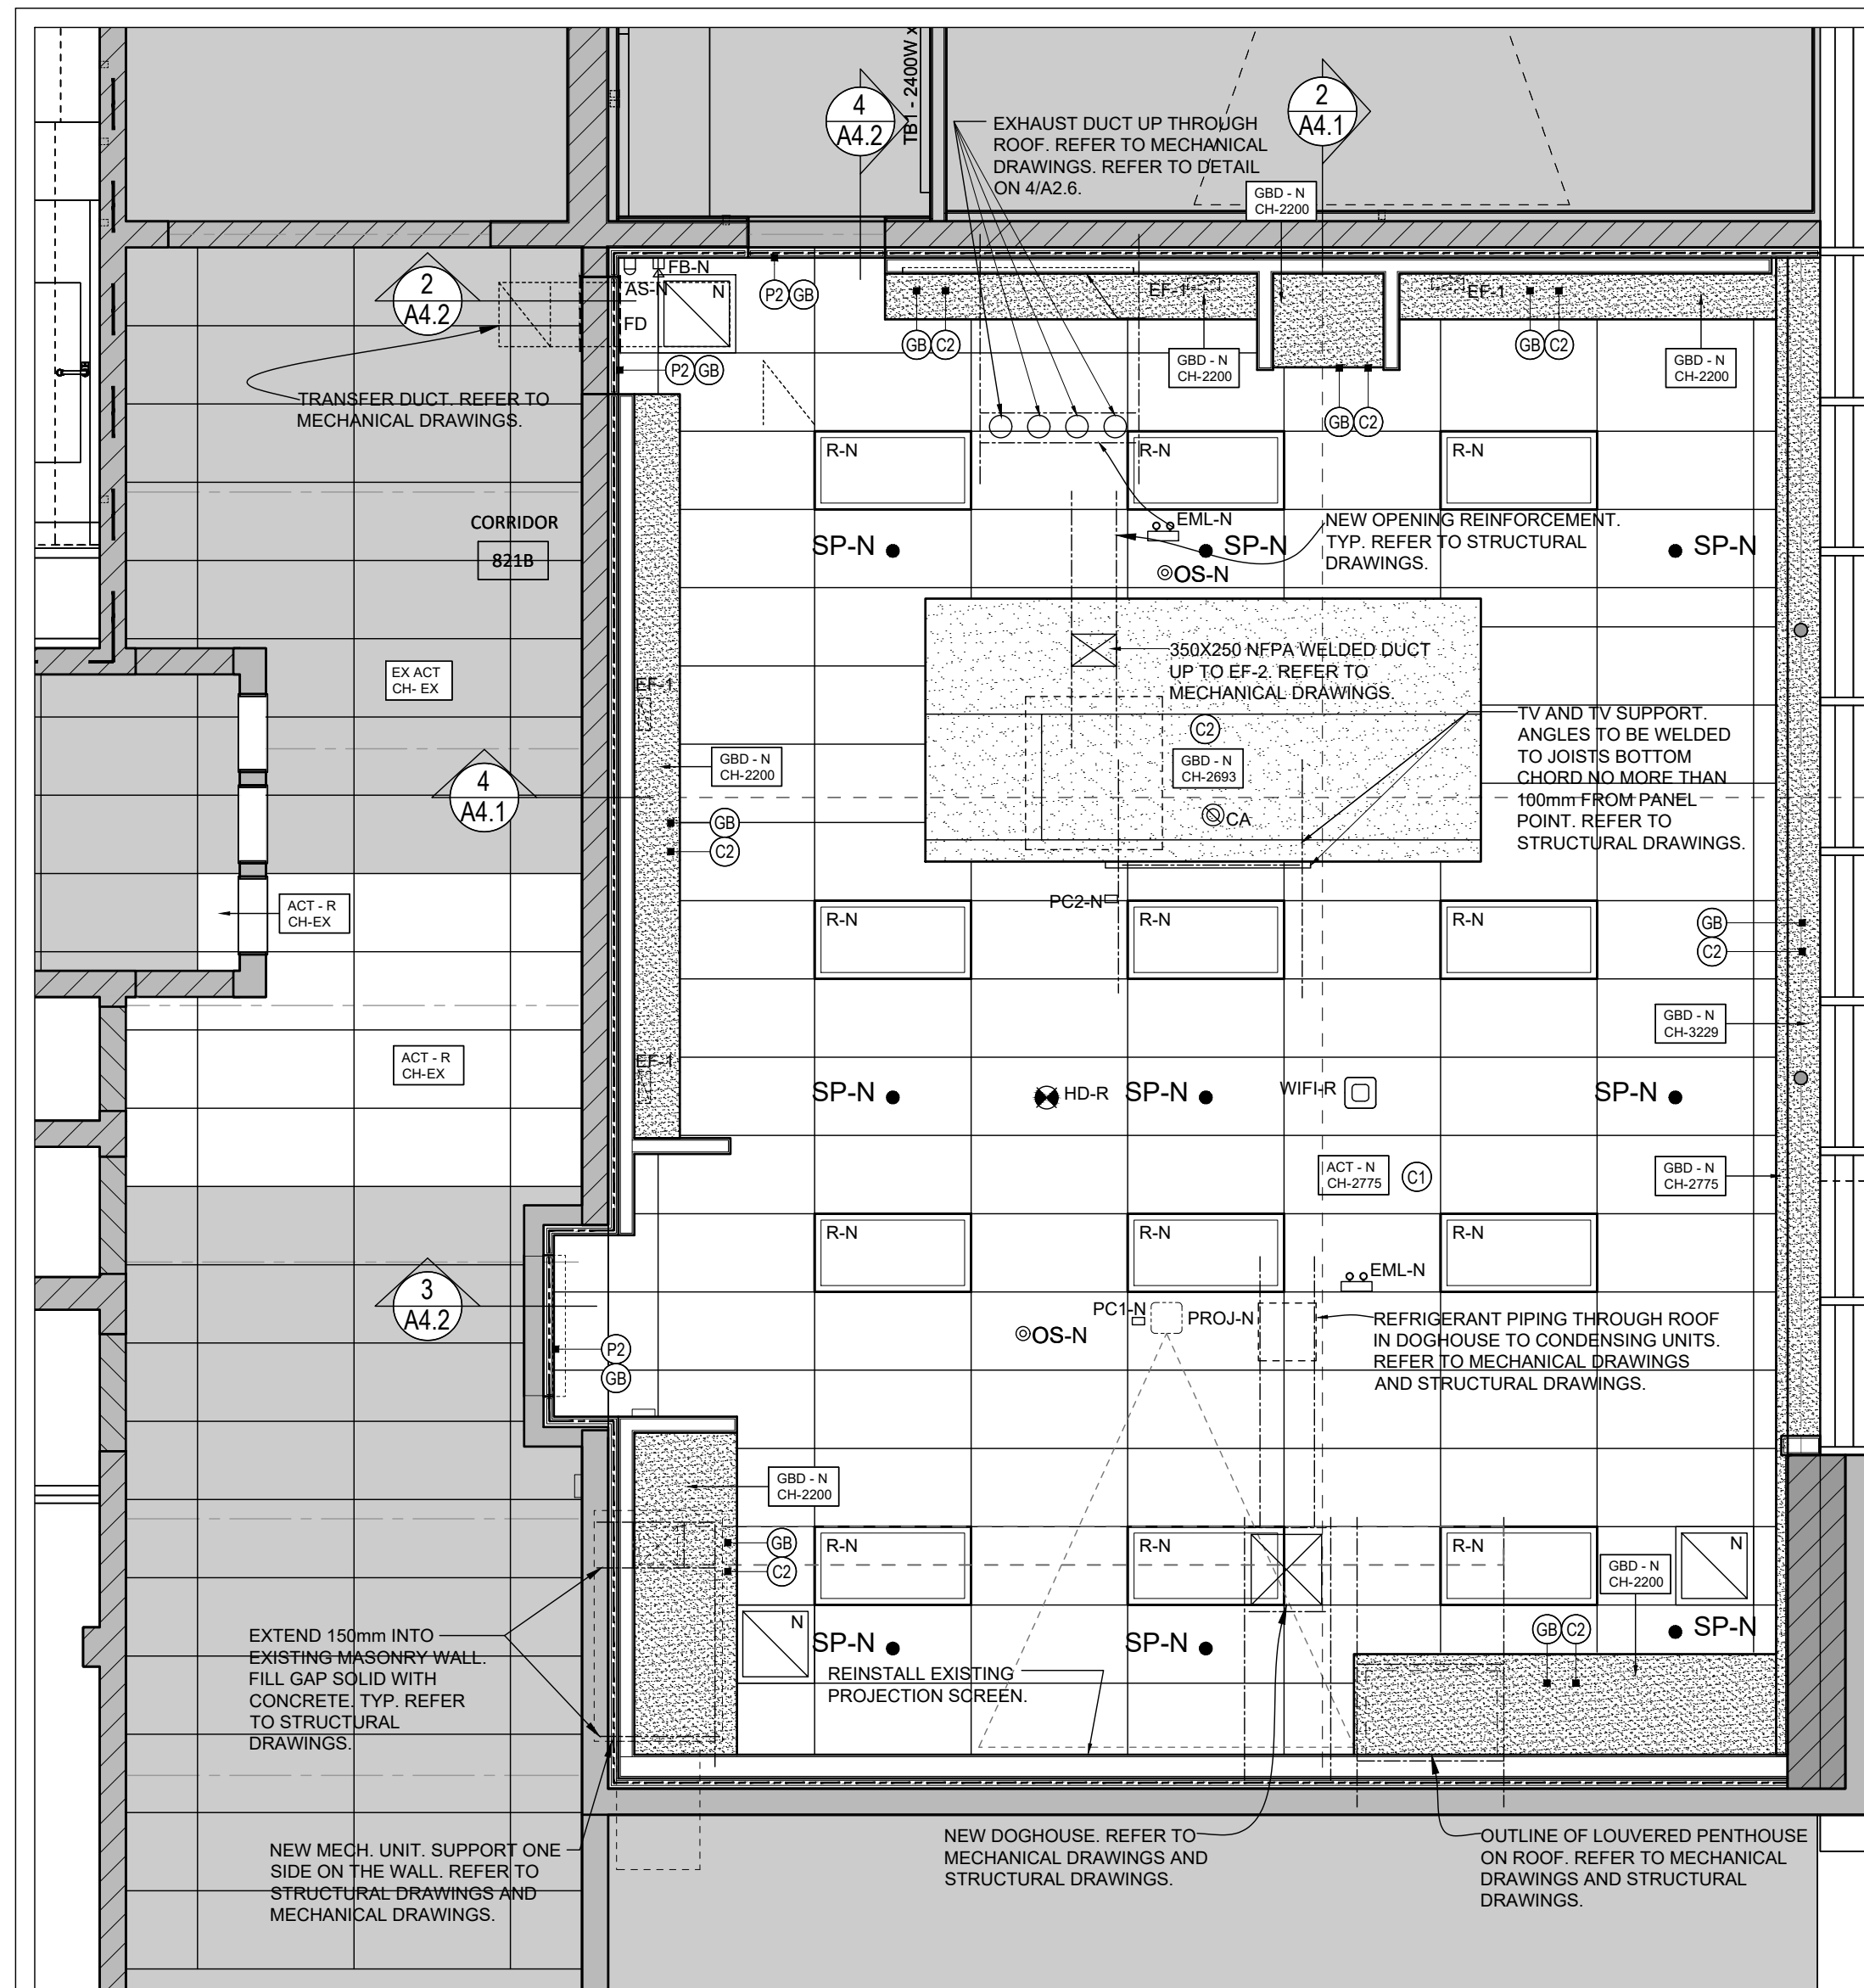 TB1 - 2400W x
4
A4.2
2
A4.1
EXHAUST DUCT UP THROUGH
ROOF. REFER TO MECHANICAL
DRAWINGS. REFER TO DETAIL
ON 4/A2.6.
GBD - N
CH-2200
2
A4.2
FB-N
AS-N
N
FD
P2
GB
EF-1
EF-1
GB
C2
GBD - N
CH-2200
GB
C2
GBD - N
CH-2200
P2
GB
TRANSFER DUCT. REFER TO
MECHANICAL DRAWINGS.
GB
C2
R-N
R-N
R-N
CORRIDOR
821B
EML-N
NEW OPENING REINFORCEMENT.
TYP. REFER TO STRUCTURAL
DRAWINGS.
SP-N
SP-N
SP-N
OS-N
350X250 NFPA WELDED DUCT
UP TO EF-2. REFER TO
MECHANICAL DRAWINGS.
EX ACT
CH- EX
EF-1
TV AND TV SUPPORT.
ANGLES TO BE WELDED
TO JOISTS BOTTOM
CHORD NO MORE THAN
100mm FROM PANEL
POINT. REFER TO
STRUCTURAL DRAWINGS.
C2
GBD - N
CH-2693
GBD - N
CH-2200
4
A4.1
CA
GB
C2
ACT - R
CH-EX
PC2-N
R-N
R-N
R-N
GB
C2
GBD - N
CH-3229
ACT - R
CH-EX
EF-1
SP-N
HD-R
SP-N
WIFI-R
SP-N
ACT - N
CH-2775
C1
GBD - N
CH-2775
R-N
R-N
R-N
3
A4.2
EML-N
PC1-N
PROJ-N
OS-N
REFRIGERANT PIPING THROUGH ROOF
IN DOGHOUSE TO CONDENSING UNITS.
REFER TO MECHANICAL DRAWINGS
AND STRUCTURAL DRAWINGS.
P2
GB
GBD - N
CH-2200
GB
C2
R-N
R-N
R-N
GBD - N
CH-2200
N
N
SP-N
SP-N
GB
C2
SP-N
EXTEND 150mm INTO
EXISTING MASONRY WALL.
FILL GAP SOLID WITH
CONCRETE. TYP. REFER
TO STRUCTURAL
DRAWINGS.
REINSTALL EXISTING
PROJECTION SCREEN.
NEW MECH. UNIT. SUPPORT ONE
SIDE ON THE WALL. REFER TO
STRUCTURAL DRAWINGS AND
MECHANICAL DRAWINGS.
NEW DOGHOUSE. REFER TO
MECHANICAL DRAWINGS AND
STRUCTURAL DRAWINGS.
OUTLINE OF LOUVERED PENTHOUSE
ON ROOF. REFER TO MECHANICAL
DRAWINGS AND STRUCTURAL
DRAWINGS.